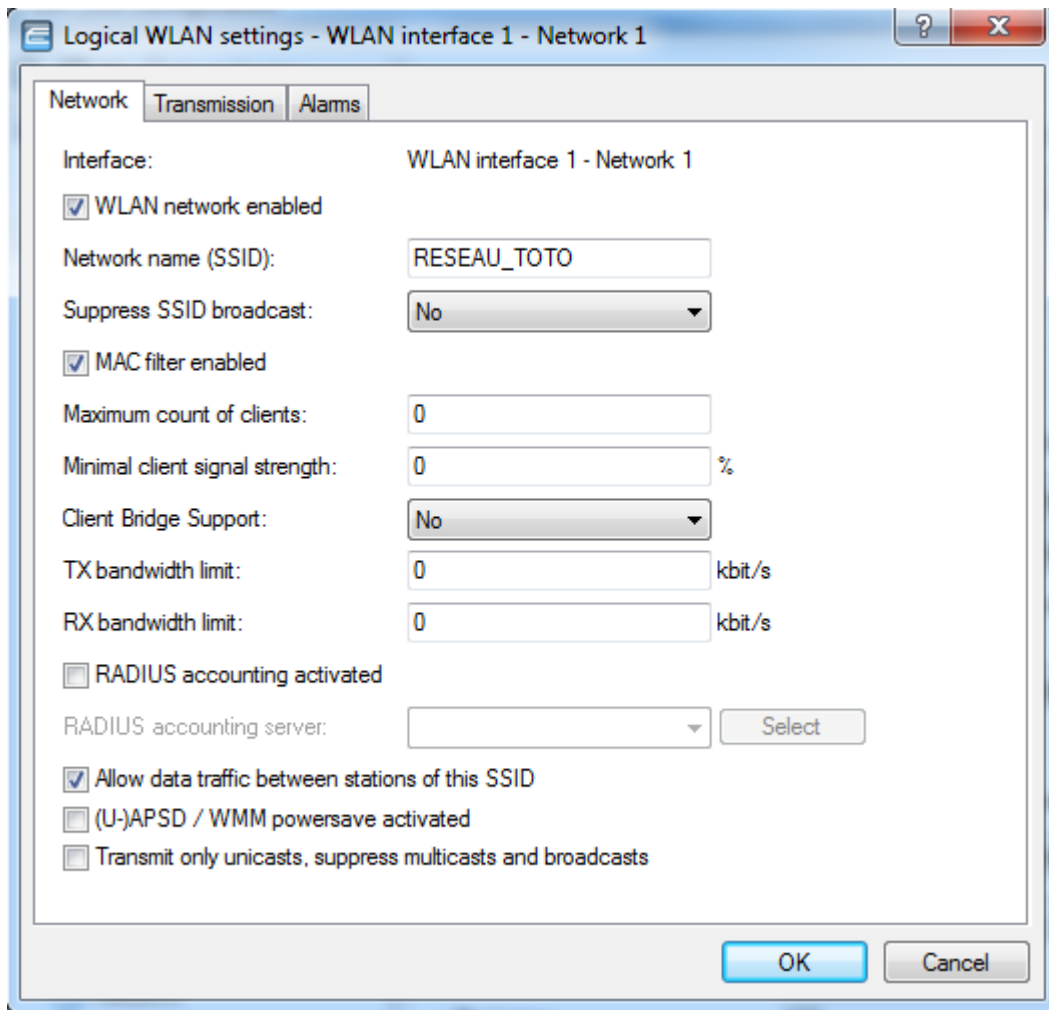 Logical WLAN settings - WLAN interface 1 - Network 1
? X
Network Transmission Alarms
Interface: WLAN interface 1 - Network 1
WLAN network enabled
Network name (SSID): RESEAU_TOTO
Suppress SSID broadcast: No
MAC filter enabled
Maximum count of clients: 0
Minimal client signal strength: 0 %
Client Bridge Support: No
TX bandwidth limit: 0 kbit/s
RX bandwidth limit: 0 kbit/s
RADIUS accounting activated
RADIUS accounting server: Select
Allow data traffic between stations of this SSID
(U-)APSD / WMM powersave activated
Transmit only unicasts, suppress multicasts and broadcasts
OK Cancel